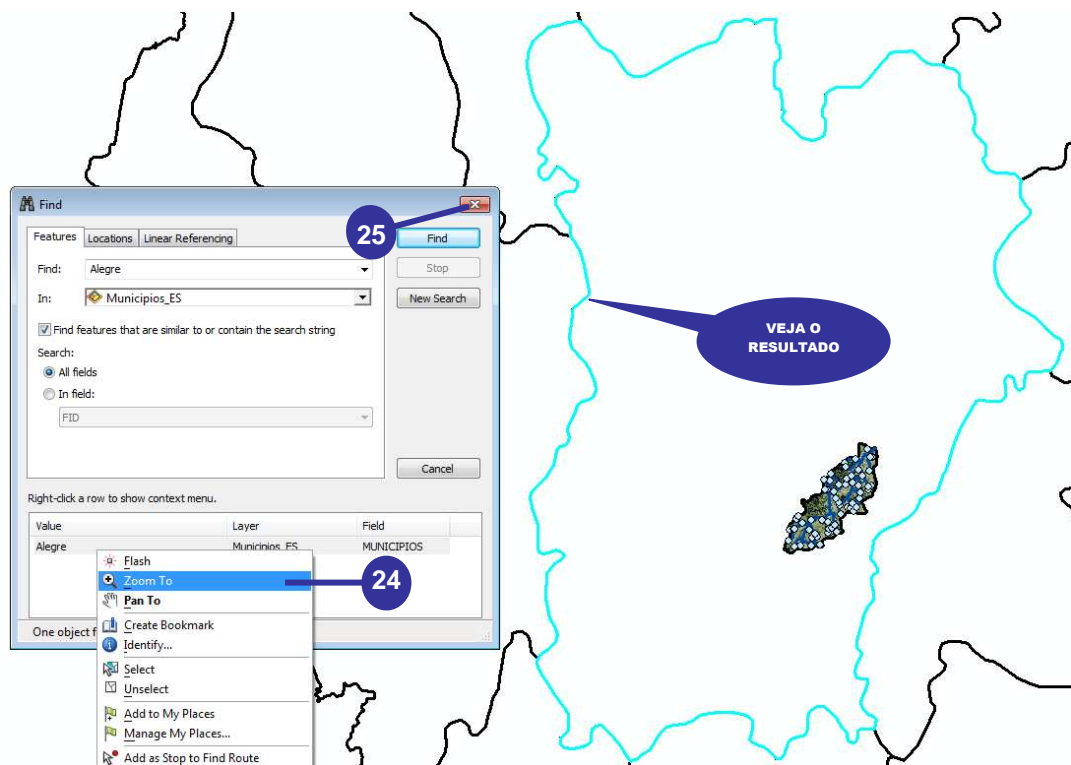 Find
25
Features Locations Linear Referencing
Find
Find: Alegre
Stop
In: Municipios_ES
New Search
Find features that are similar to or contain the search string
Search:
All fields
In field:
FID
Cancel
Right-click a row to show context menu.
Value Layer Field
Alegre Municipios_ES MUNICIPIOS
Flash
Zoom To
24
Pan To
Create Bookmark
One object f
Identify...
Select
Unselect
Add to My Places
Manage My Places...
Add as Stop to Find Route
VEJA O
RESULTADO